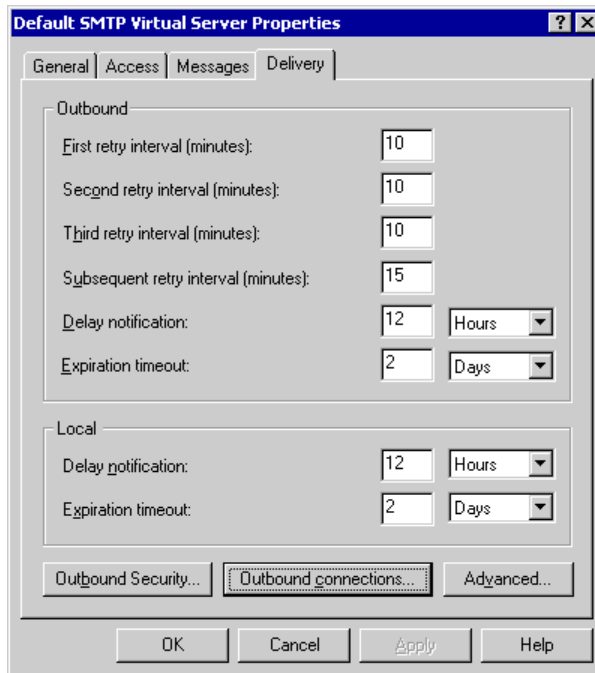 Default SMTP Virtual Server Properties
General Access Messages Delivery
Outbound
First retry interval (minutes): 10
Second retry interval (minutes): 10
Third retry interval (minutes): 10
Subsequent retry interval (minutes): 15
Delay notification: 12 Hours
Expiration timeout: 2 Days
Local
Delay notification: 12 Hours
Expiration timeout: 2 Days
Outbound Security... Outbound connections... Advanced...
OK Cancel Apply Help